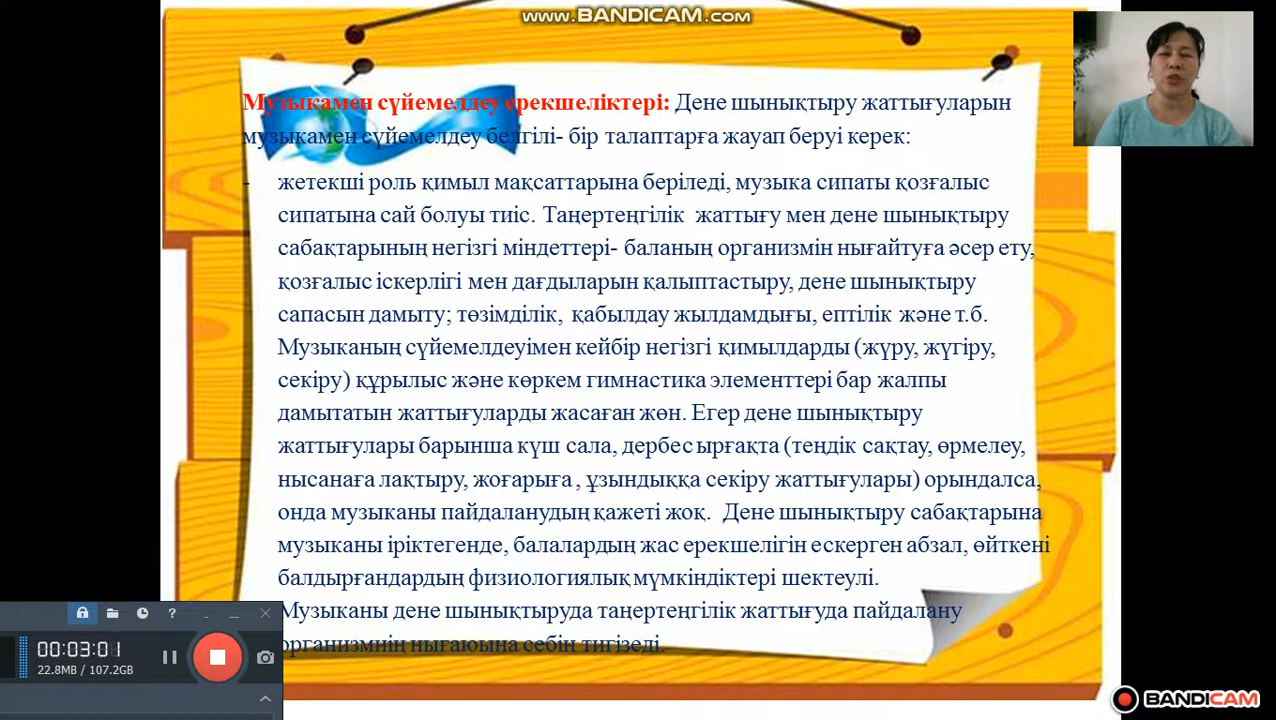 www.BANDICAM.com
Музыкамен сүйемелдеу ерекшеліктері: Дене шынықтыру жаттығуларын
музыкамен сүйемелдеу белгілі- бір талаптарға жауап беруі керек:
- жетекші роль қимыл мақсаттарына беріледі, музыка сипаты қозғалыс
сипатына сай болуы тиіс. Таңертеңгілік жаттығу мен дене шынықтыру
сабақтарының негізгі міндеттері- баланың организмін нығайтуға әсер ету,
қозғалыс іскерлігі мен дағдыларын қалыптастыру, дене шынықтыру
сапасын дамыту; төзімділік, қабылдау жылдамдығы, ептілік және т.б.
Музыканың сүйемелдеуімен кейбір негізгі қимылдарды (жүру, жүгіру,
секіру) құрылыс және көркем гимнастика элементтері бар жалпы
дамытатын жаттығуларды жасаған жөн. Егер дене шынықтыру
жаттығулары барынша күш сала, дербес ырғақта (теңдік сақтау, өрмелеу,
нысанаға лақтыру, жоғарыға , ұзындыққа секіру жаттығулары) орындалса,
онда музыканы пайдаланудың қажеті жоқ. Дене шынықтыру сабақтарына
музыканы іріктегенде, балалардың жас ерекшелігін ескерген абзал, өйткені
балдырғандардың физиологиялық мүмкіндіктері шектеулі.
Музыканы дене шынықтыруда таңертеңгілік жаттығуда пайдалану
организмнің нығаюына себін тигізеді.
00:03:01
22.8MB / 107.2GB
BANDICAM